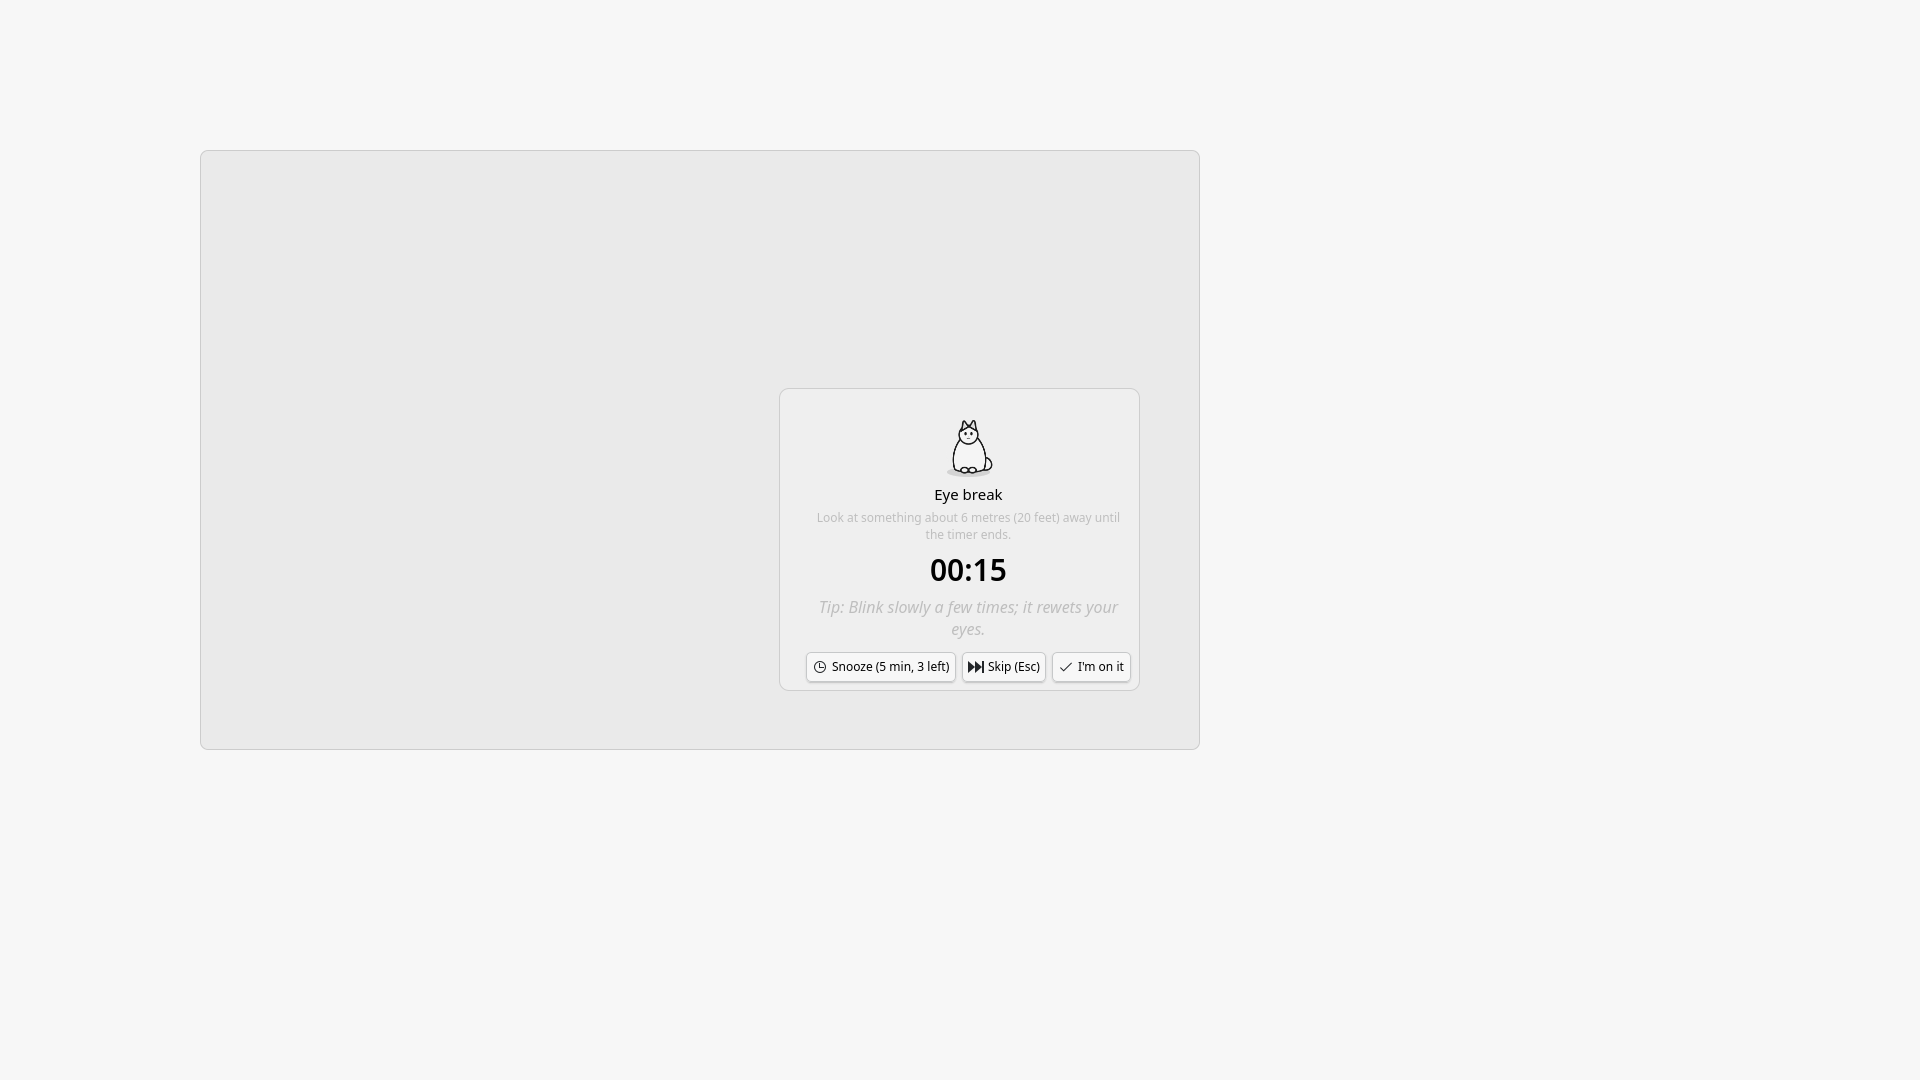 Eye break
Look at something about 6 metres (20 feet) away until
the timer ends.
00:15
Tip: Blink slowly a few times; it rewets your
eyes.
Snooze (5 min, 3 left) Skip (Esc) I'm on it